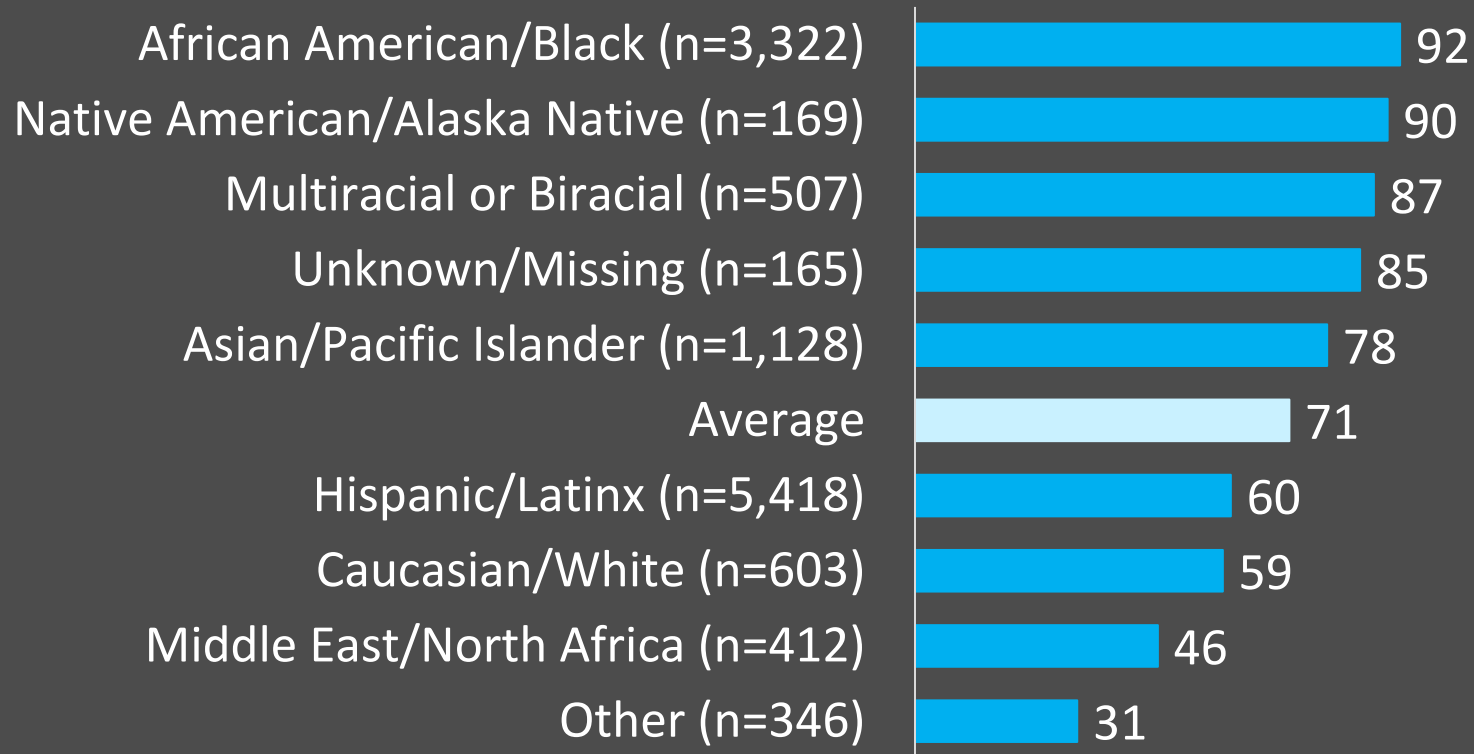 African American/Black (n=3,322) 92
Native American/Alaska Native (n=169) 90
Multiracial or Biracial (n=507) 87
Unknown/Missing (n=165) 85
Asian/Pacific Islander (n=1,128) 78
Average 71
Hispanic/Latinx (n=5,418) 60
Caucasian/White (n=603) 59
Middle East/North Africa (n=412) 46
Other (n=346) 31